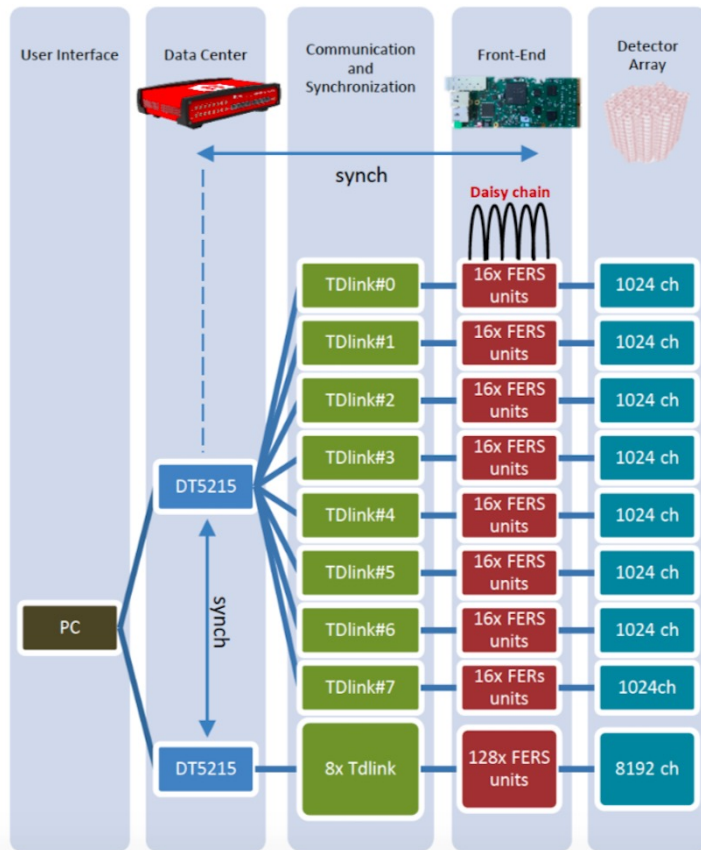 User Interface
Data Center
Communication
and
Synchronization
Front-End
Detector
Array
synch
Daisy chain
TDlink#0
16x FERS
units
1024 ch
TDlink#1
16x FERS
units
1024 ch
TDlink#2
16x FERS
units
1024 ch
TDlink#3
16x FERS
units
1024 ch
DT5215
TDlink#4
16x FERS
units
1024 ch
TDlink#5
16x FERS
units
1024 ch
synch
PC
TDlink#6
16x FERS
units
1024 ch
TDlink#7
16x FERs
units
1024ch
DT5215
8x Tdlink
128x FERS
units
8192 ch